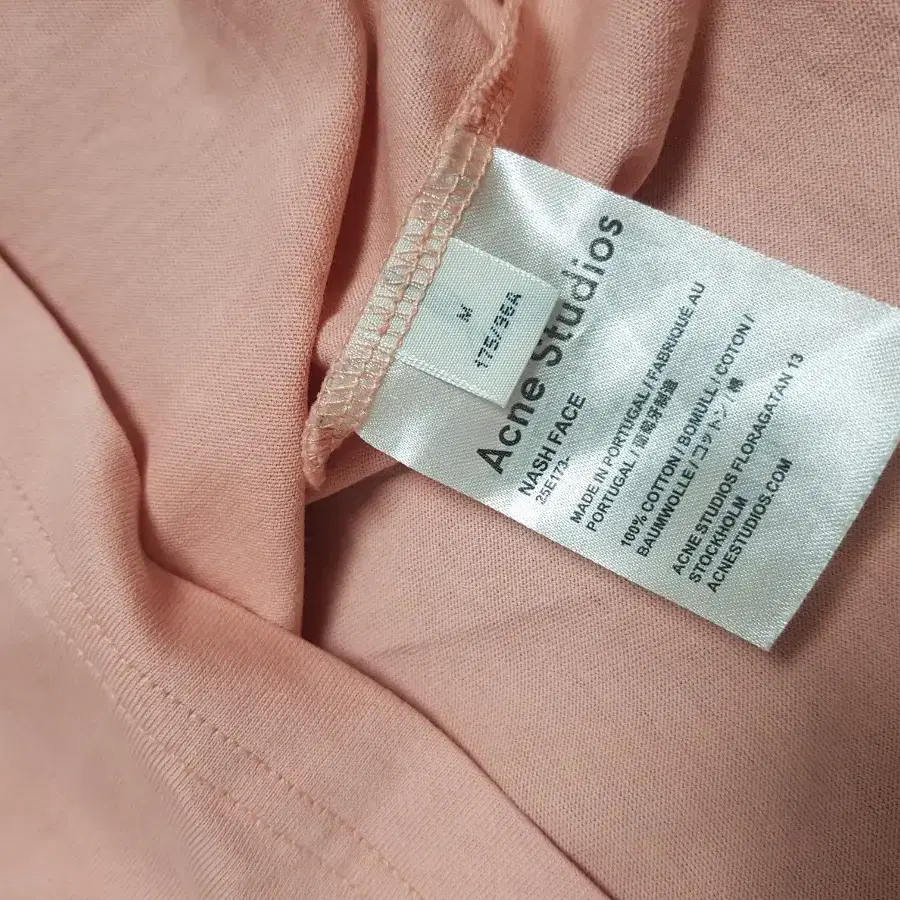 M
175/96A
Acne Studios
NASH FACE
25E173-
MADE IN PORTUGAL / FABRIQUE AU
PORTUGAL / 葡萄牙制造
100% COTTON / BOMULL / COTON /
BAUMWOLLE / コットン / 棉
ACNE STUDIOS FLORAGATAN 13
STOCKHOLM
ACNESTUDIOS.COM